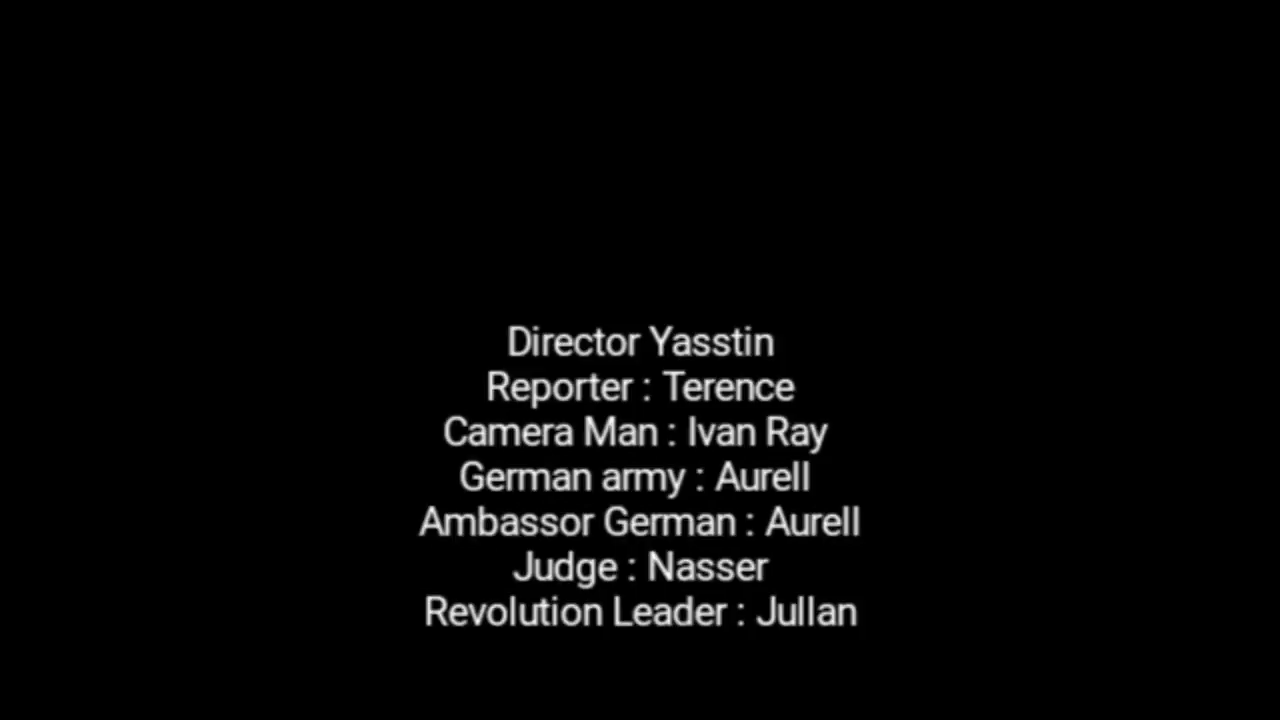 Director Yasstin
Reporter : Terence
Camera Man : Ivan Ray
German army : Aurell
Ambassor German : Aurell
Judge : Nasser
Revolution Leader : Jullan